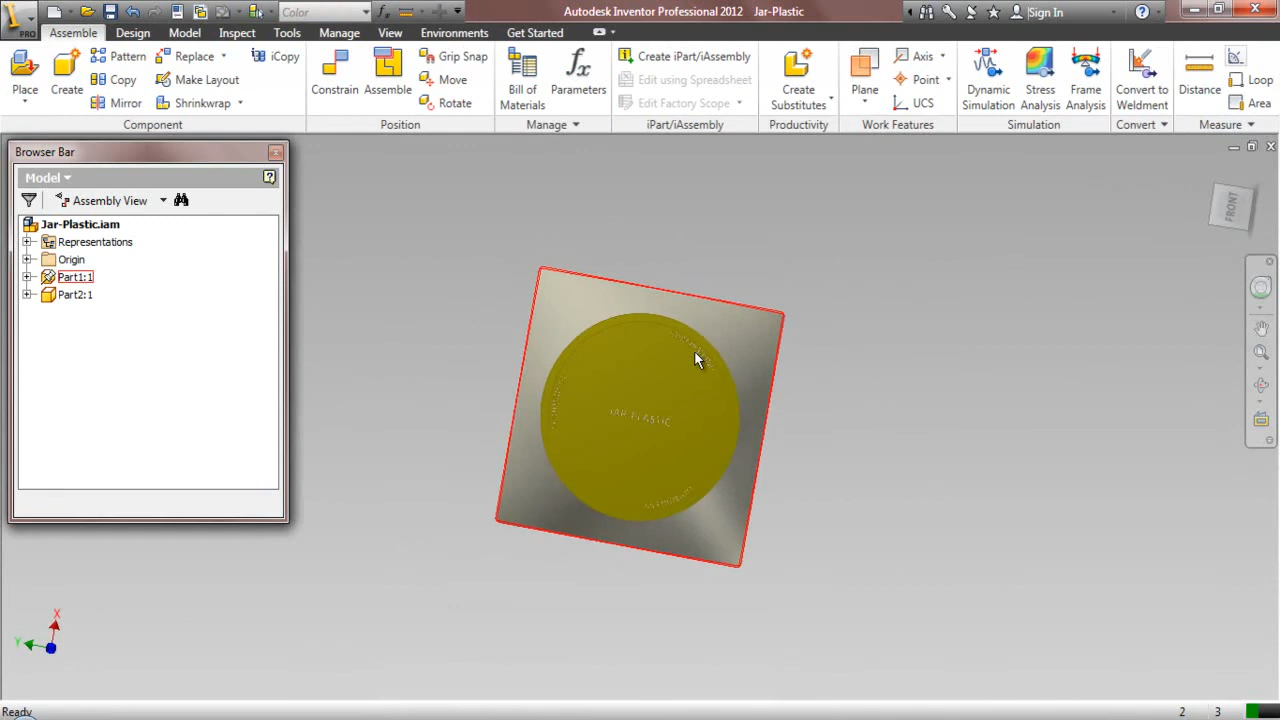 PRO
Color
Autodesk Inventor Professional 2012 Jar-Plastic
Sign In
Assemble Design Model Inspect Tools Manage View Environments Get Started
Place
Create
Pattern
Copy
Mirror
Replace
Make Layout
Shrinkwrap
iCopy
Component
Constrain
Assemble
Grip Snap
Move
Rotate
Position
Bill of
Materials
Parameters
Manage
Create iPart/iAssembly
Edit using Spreadsheet
Edit Factory Scope
iPart/iAssembly
Create
Substitutes
Productivity
Plane
Axis
Point
UCS
Work Features
Dynamic
Simulation
Stress
Analysis
Frame
Analysis
Simulation
Convert to
Weldment
Convert
Distance
Loop
Area
Measure
Browser Bar
Model
Assembly View
Jar-Plastic.iam
Representations
Origin
Part1:1
Part2:1
JAR-PLASTIC
FRONT
X
Y
Ready
2 3